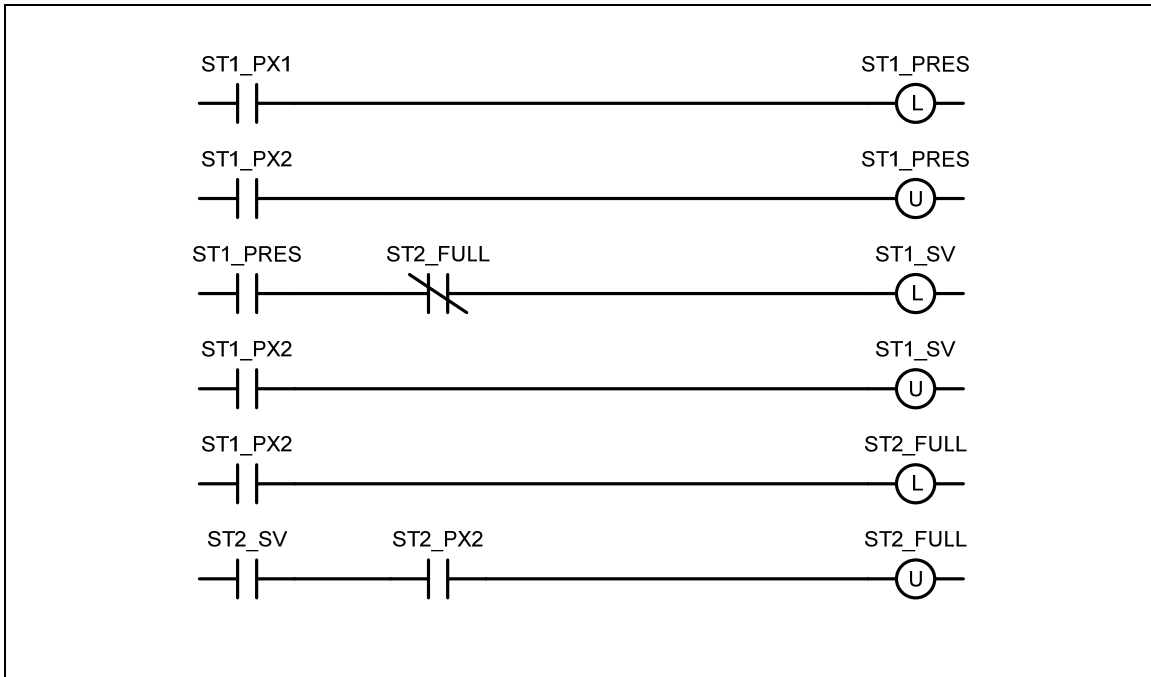 ST1_PX1 ST1_PRES
L
ST1_PX2 ST1_PRES
U
ST1_PRES ST2_FULL ST1_SV
L
ST1_PX2 ST1_SV
U
ST1_PX2 ST2_FULL
L
ST2_SV ST2_PX2 ST2_FULL
U